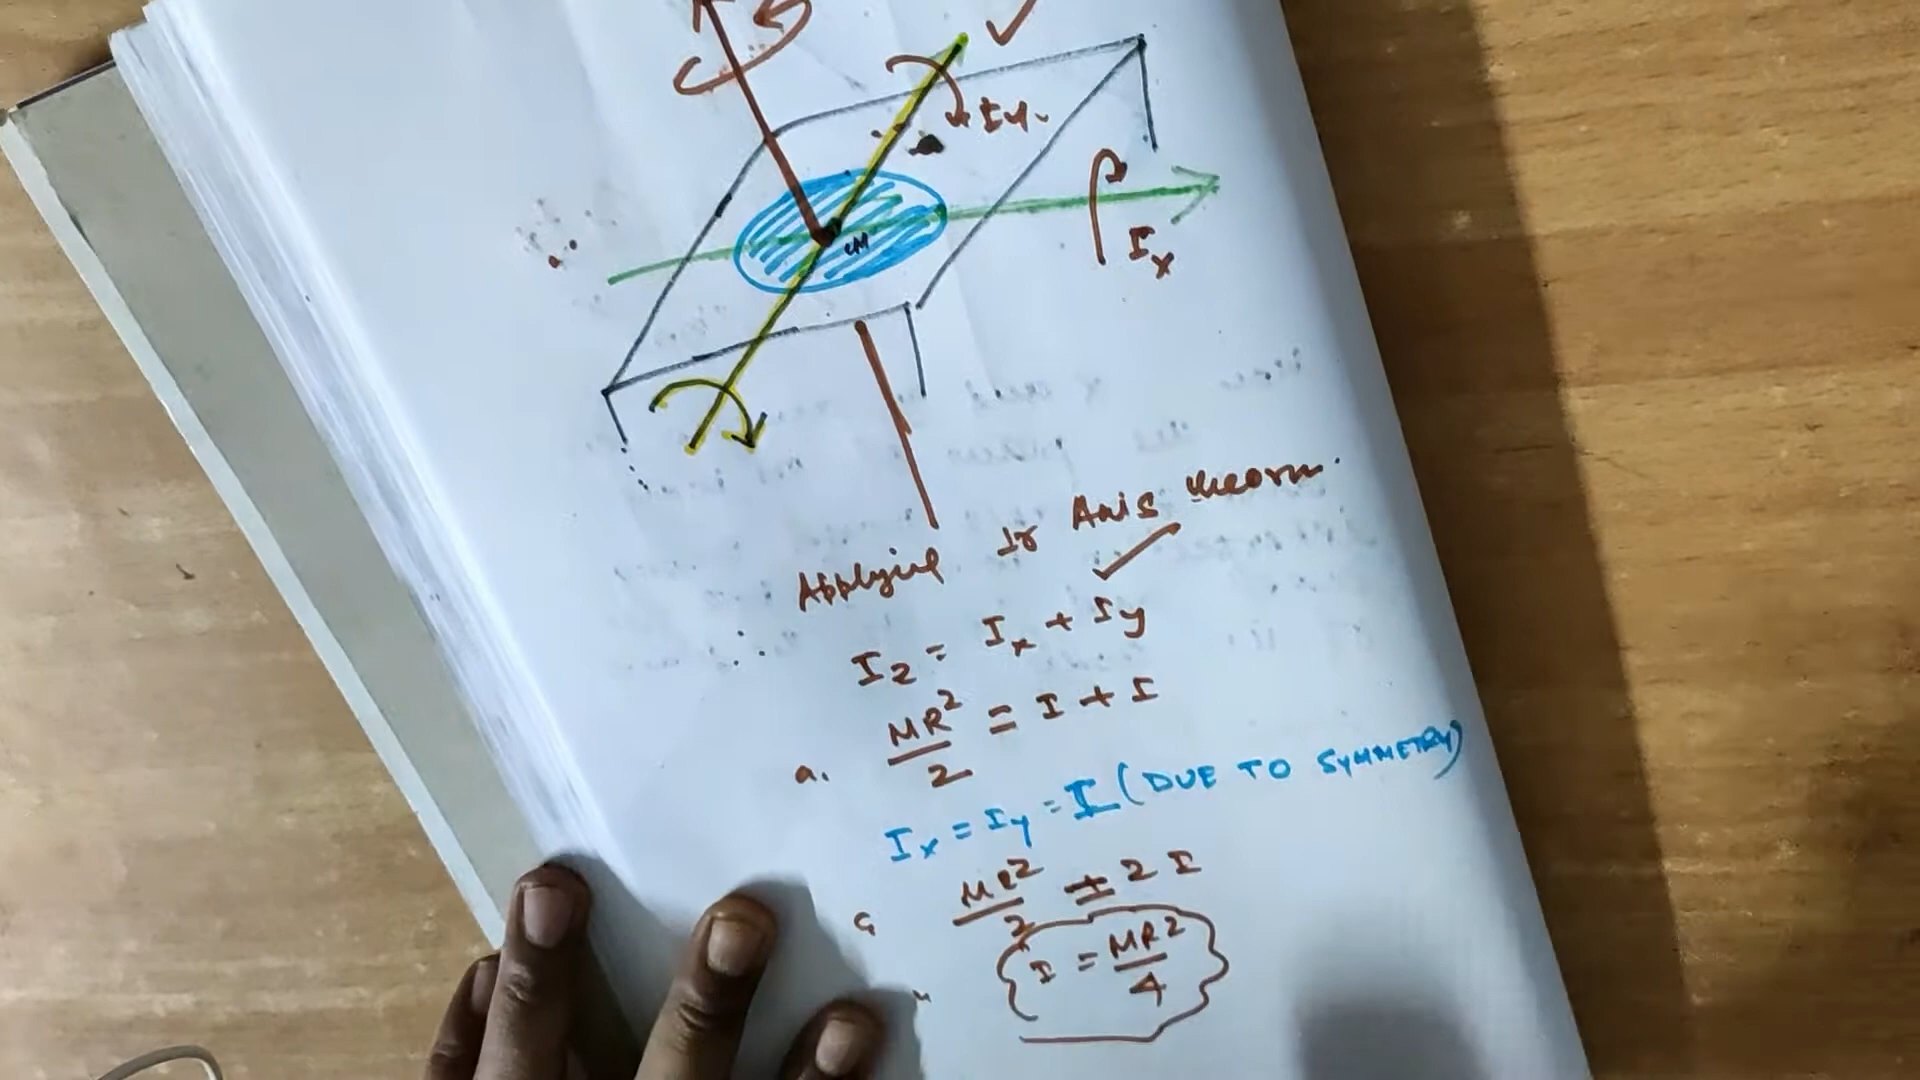 Iy.
Ix
CM
Applying ⊥r Axis theorm.
∴ Iz = Ix + Iy
a. MR²/2 = I + I
Ix = Iy = I (DUE TO SYMMETRY)
MR²/2 = 2I
I = MR²/4